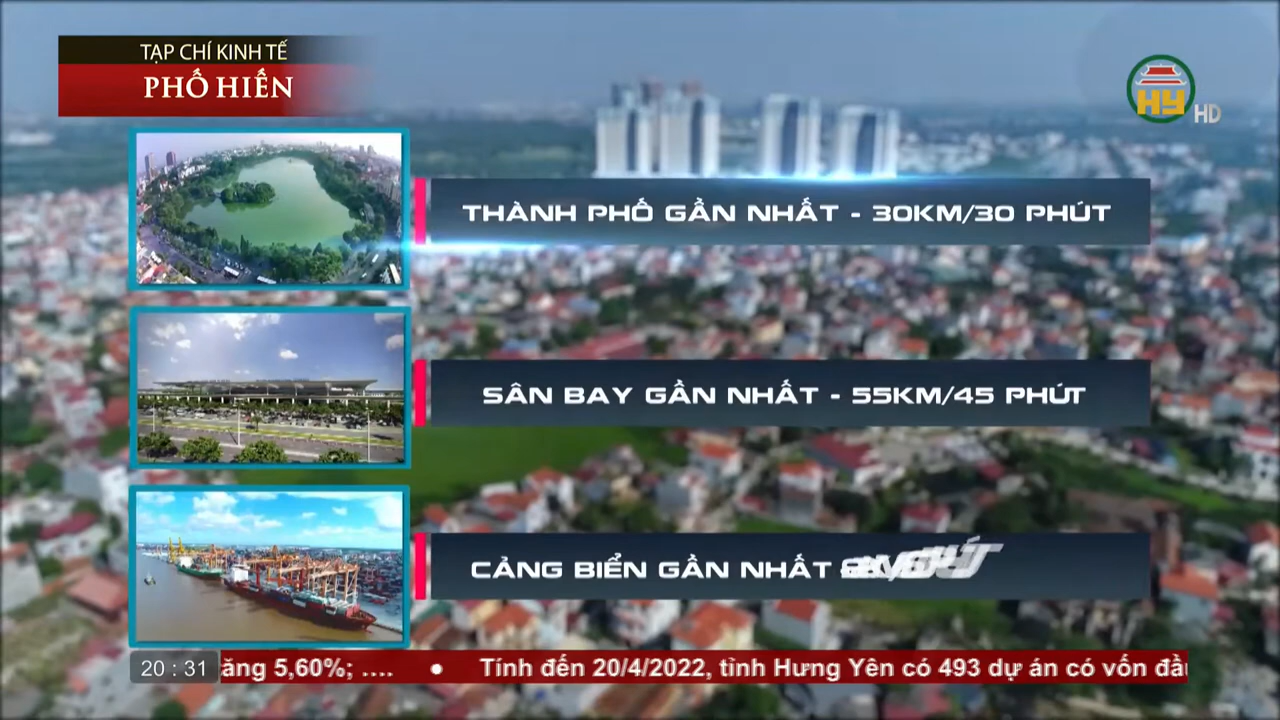 TẠP CHÍ KINH TẾ
PHỐ HIẾN
HY HD
THÀNH PHỐ GẦN NHẤT - 30KM/30 PHÚT
SÂN BAY GẦN NHẤT - 55KM/45 PHÚT
CẢNG BIỂN GẦN NHẤT
20 : 31 ăng 5,60%; .... • Tính đến 20/4/2022, tỉnh Hưng Yên có 493 dự án có vốn đầu